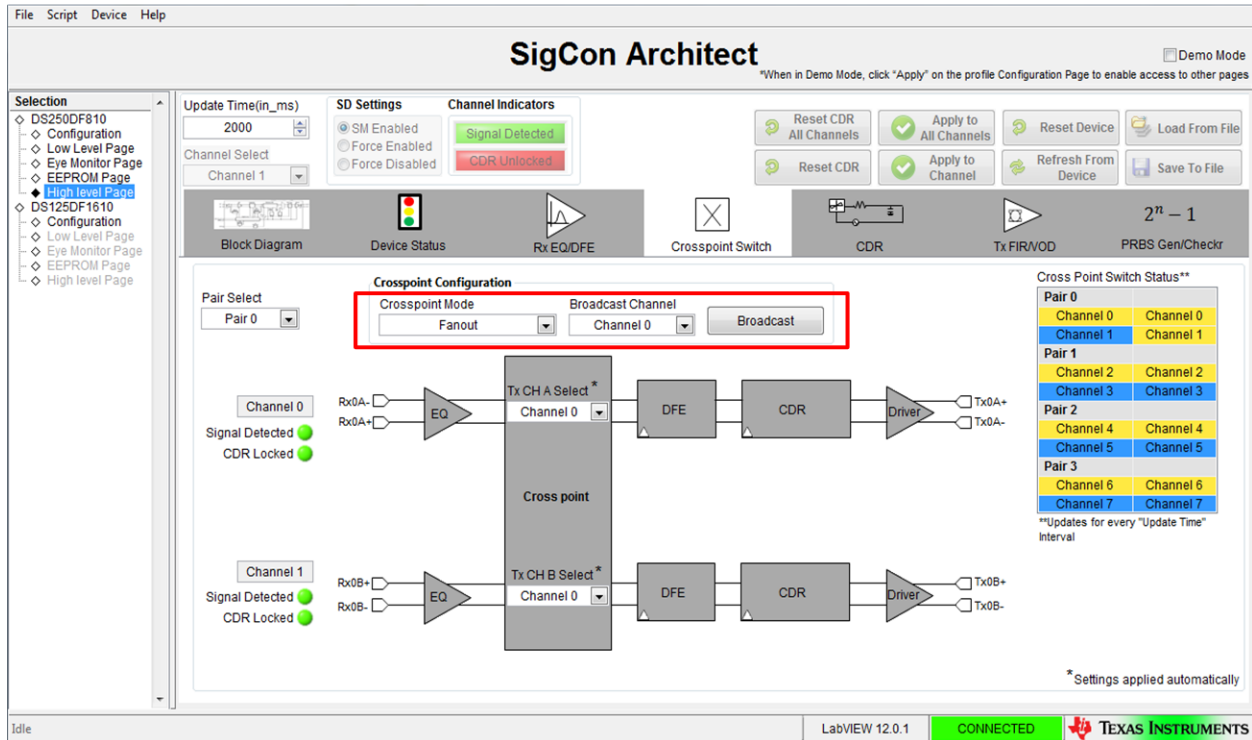 File Script Device Help
SigCon Architect
Demo Mode
*When in Demo Mode, click "Apply" on the profile Configuration Page to enable access to other pages
Selection
DS250DF810
Configuration
Low Level Page
Eye Monitor Page
EEPROM Page
High level Page
DS125DF1610
Configuration
Low Level Page
Eye Monitor Page
EEPROM Page
High level Page
Update Time(in_ms)
2000
Channel Select
Channel 1
SD Settings
SM Enabled
Force Enabled
Force Disabled
Channel Indicators
Signal Detected
CDR Unlocked
Reset CDR
All Channels
Apply to
All Channels
Reset Device
Load From File
Reset CDR
Apply to
Channel
Refresh From
Device
Save To File
Block Diagram
Device Status
Rx EQ/DFE
Crosspoint Switch
CDR
Tx FIR/VOD
2ⁿ − 1
PRBS Gen/Checkr
Pair Select
Pair 0
Crosspoint Configuration
Crosspoint Mode
Fanout
Broadcast Channel
Channel 0
Broadcast
Channel 0
Signal Detected
CDR Locked
Rx0A-
Rx0A+
EQ
Tx CH A Select *
Channel 0
DFE
CDR
Driver
Tx0A+
Tx0A-
Cross point
Channel 1
Signal Detected
CDR Locked
Rx0B+
Rx0B-
EQ
Tx CH B Select *
Channel 0
DFE
CDR
Driver
Tx0B+
Tx0B-
Cross Point Switch Status**
Pair 0
Channel 0 Channel 0
Channel 1 Channel 1
Pair 1
Channel 2 Channel 2
Channel 3 Channel 3
Pair 2
Channel 4 Channel 4
Channel 5 Channel 5
Pair 3
Channel 6 Channel 6
Channel 7 Channel 7
**Updates for every "Update Time"
Interval
*Settings applied automatically
Idle
LabVIEW 12.0.1
CONNECTED
TEXAS INSTRUMENTS